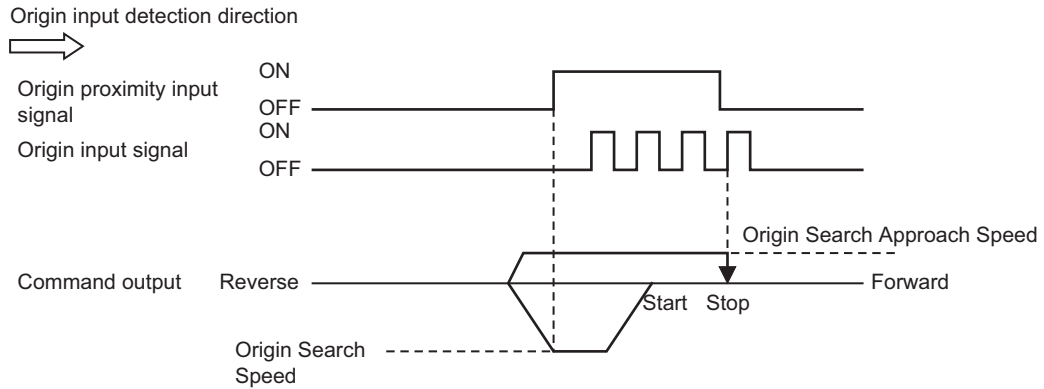 Origin input detection direction
Origin proximity input
signal
ON
OFF
Origin input signal
ON
OFF
Origin Search Approach Speed
Command output
Reverse
Forward
Start
Stop
Origin Search
Speed